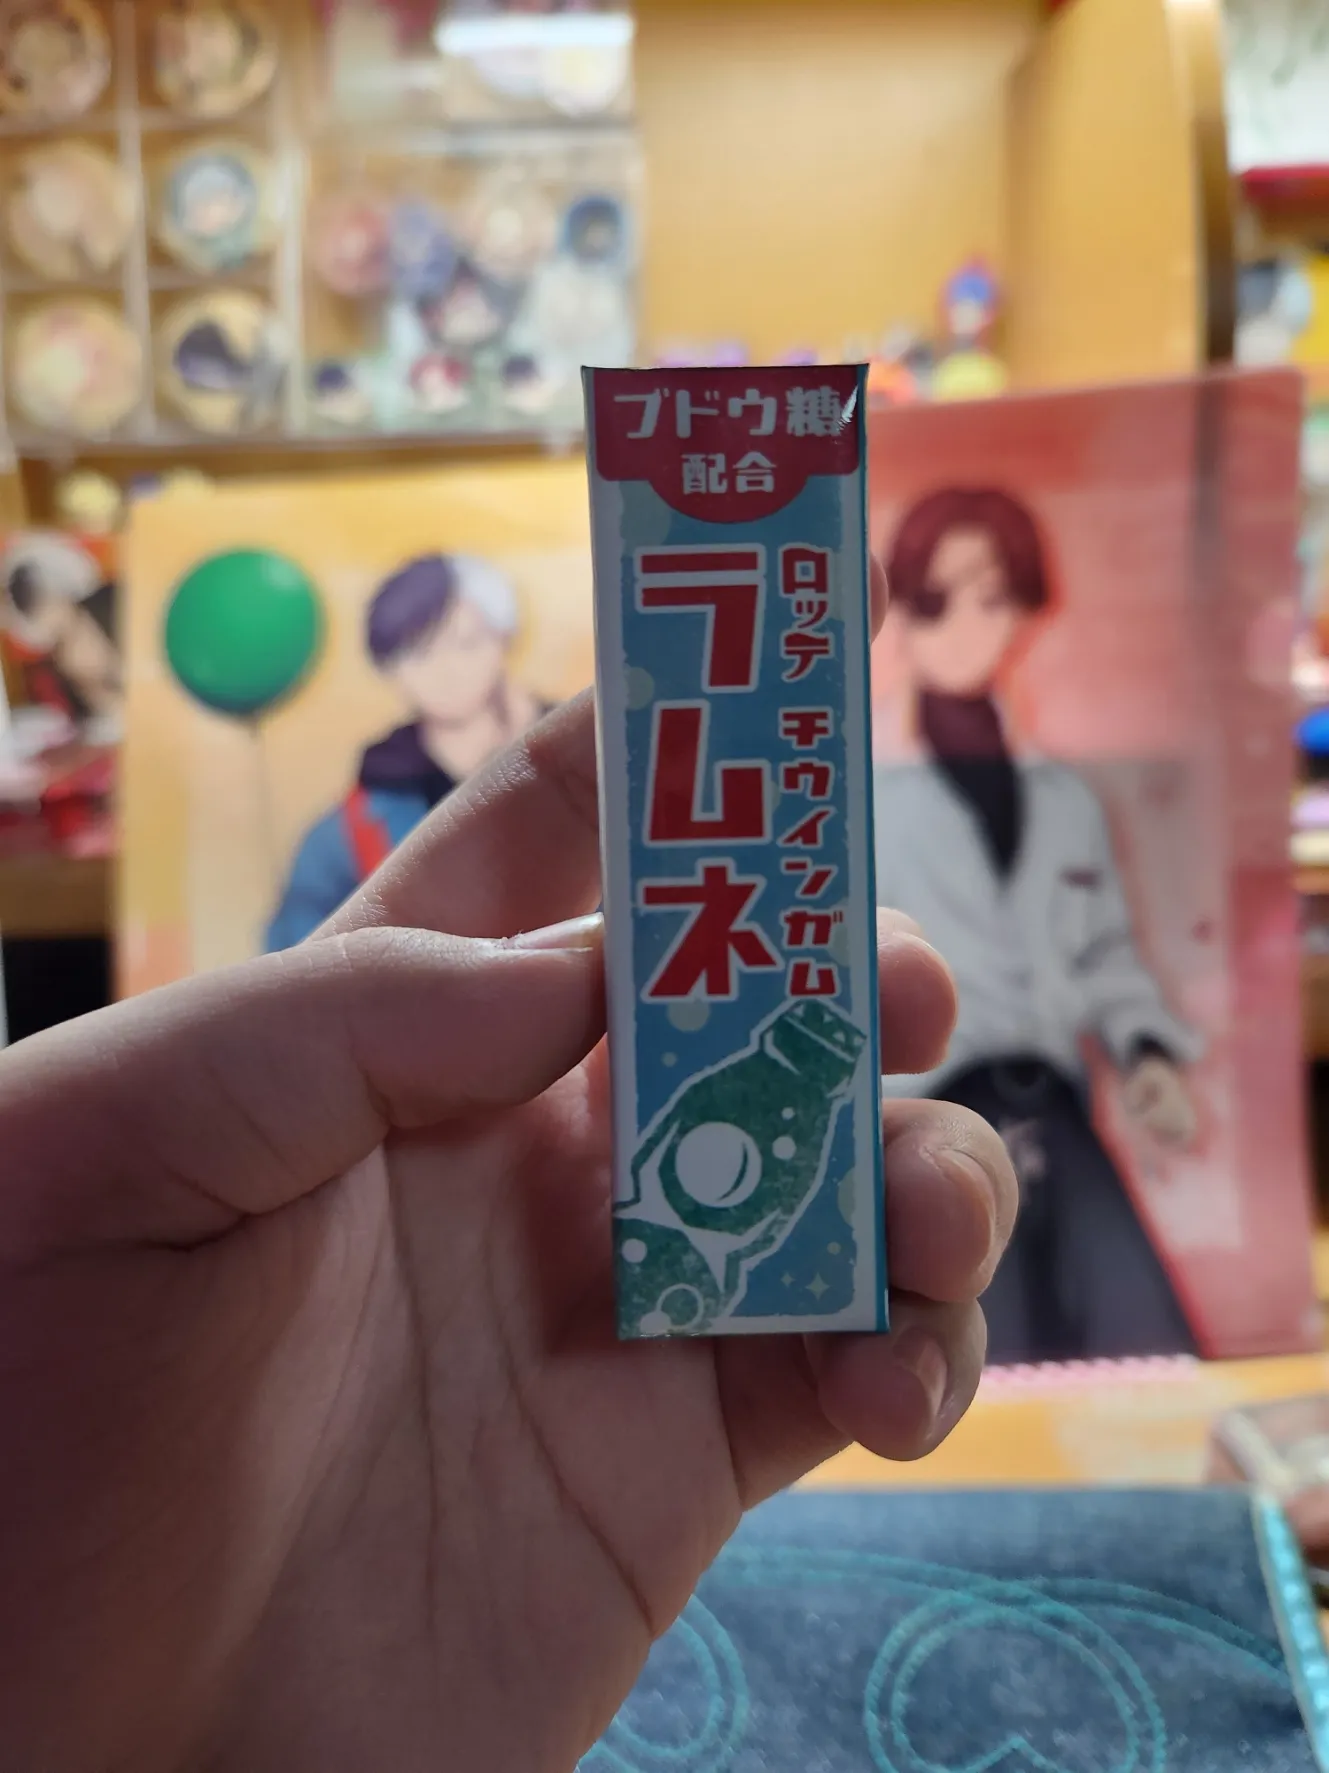 ブドウ糖
配合
ロッテ チウインガム
ラムネ